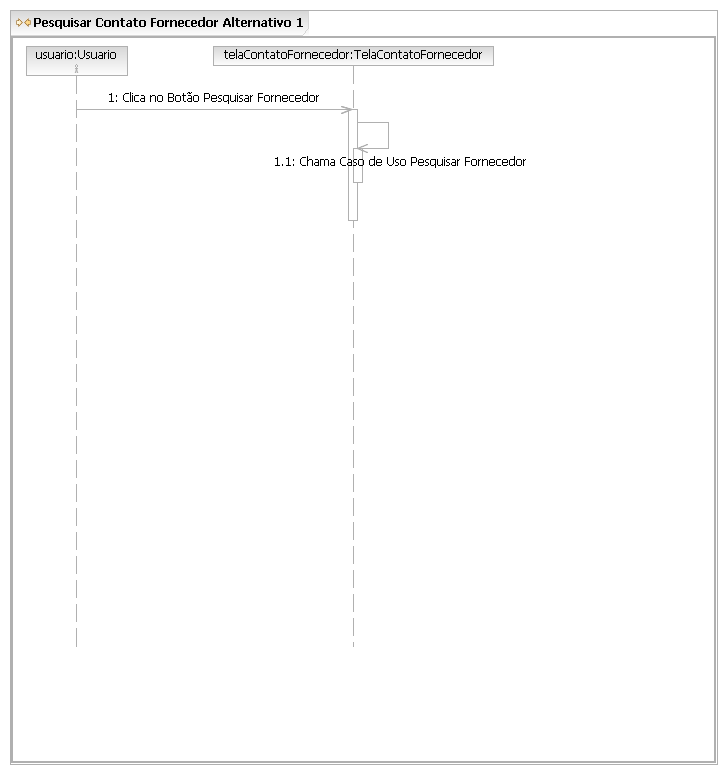 Pesquisar Contato Fornecedor Alternativo 1
usuario:Usuario
telaContatoFornecedor:TelaContatoFornecedor
1: Clica no Botão Pesquisar Fornecedor
1.1: Chama Caso de Uso Pesquisar Fornecedor